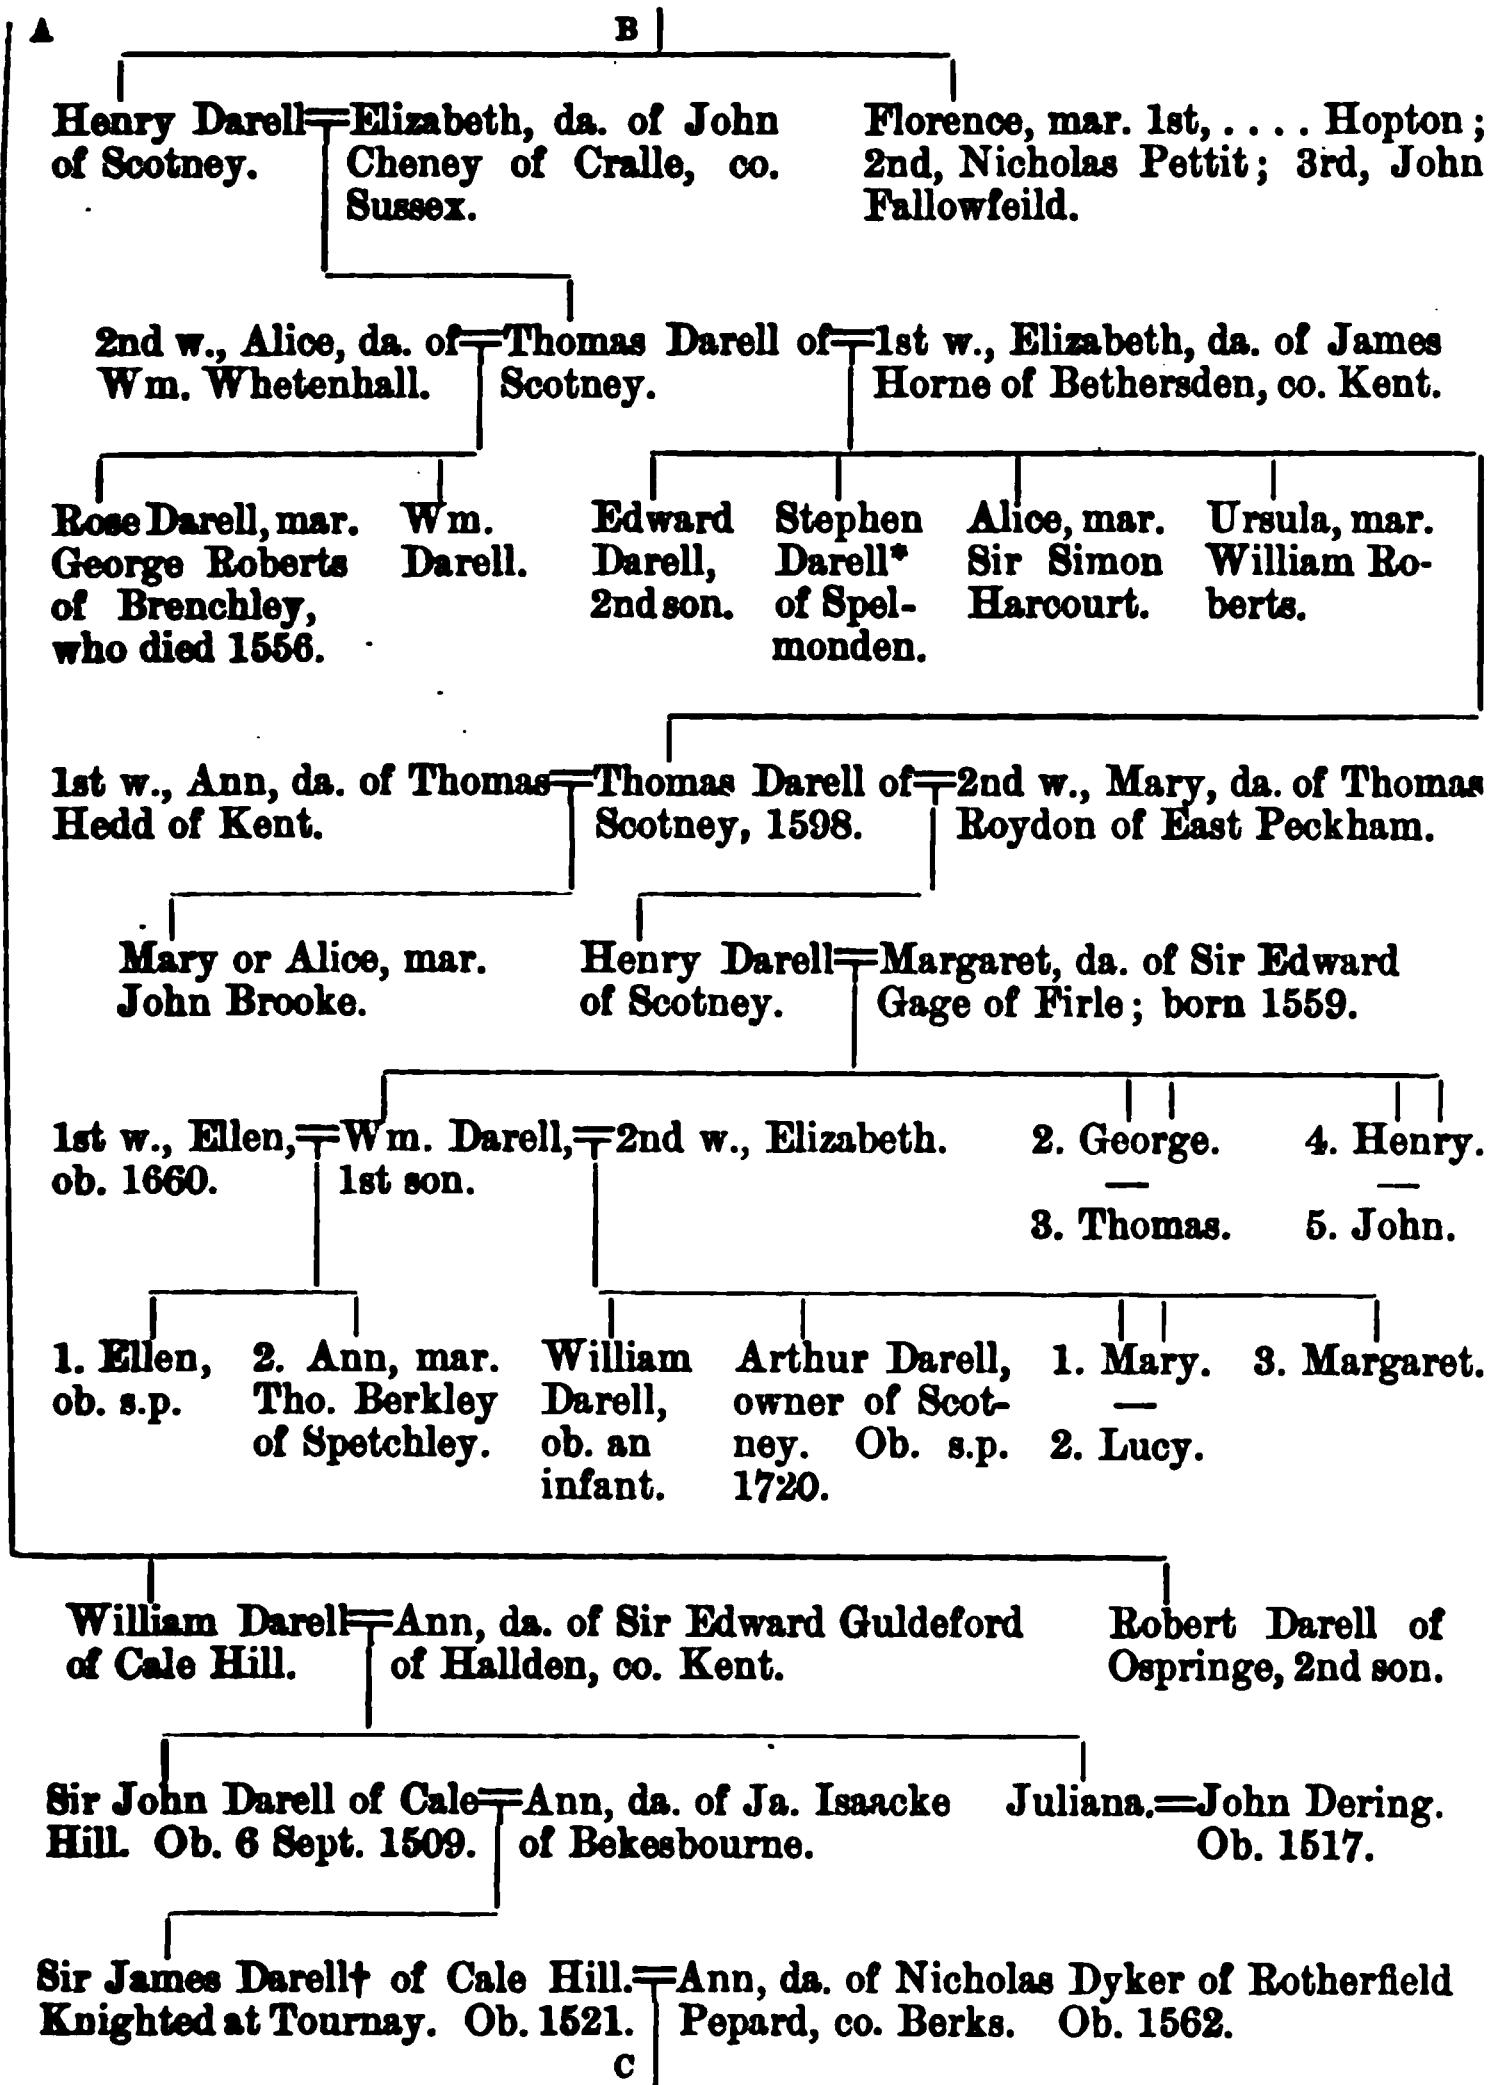 A
B
Henry Darell=Elizabeth, da. of John
of Scotney.
Cheney of Cralle, co.
Sussex.
Florence, mar. 1st, . . . . Hopton;
2nd, Nicholas Pettit; 3rd, John
Fallowfeild.
2nd w., Alice, da. of=Thomas Darell of=1st w., Elizabeth, da. of James
Wm. Whetenhall.
Scotney.
Horne of Bethersden, co. Kent.
Rose Darell, mar.
George Roberts
of Brenchley,
who died 1556.
Wm.
Darell.
Edward
Darell,
2nd son.
Stephen
Darell*
of Spel-
monden.
Alice, mar.
Sir Simon
Harcourt.
Ursula, mar.
William Ro-
berts.
1st w., Ann, da. of Thomas=Thomas Darell of=2nd w., Mary, da. of Thomas
Hedd of Kent.
Scotney, 1598.
Roydon of East Peckham.
Mary or Alice, mar.
John Brooke.
Henry Darell=Margaret, da. of Sir Edward
of Scotney.
Gage of Firle; born 1559.
1st w., Ellen,=Wm. Darell,=2nd w., Elizabeth.
ob. 1660.
1st son.
2. George.
—
3. Thomas.
4. Henry.
—
5. John.
1. Ellen,
ob. s.p.
2. Ann, mar.
Tho. Berkley
of Spetchley.
William
Darell,
ob. an
infant.
Arthur Darell,
owner of Scot-
ney. Ob. s.p.
1720.
1. Mary.
—
2. Lucy.
3. Margaret.
William Darell=Ann, da. of Sir Edward Guldeford
of Cale Hill.
of Hallden, co. Kent.
Robert Darell of
Ospringe, 2nd son.
Sir John Darell of Cale=Ann, da. of Ja. Isaacke
Hill. Ob. 6 Sept. 1509.
of Bekesbourne.
Juliana.=John Dering.
Ob. 1517.
Sir James Darell† of Cale Hill.=Ann, da. of Nicholas Dyker of Rotherfield
Knighted at Tournay. Ob. 1521.
Pepard, co. Berks. Ob. 1562.
C